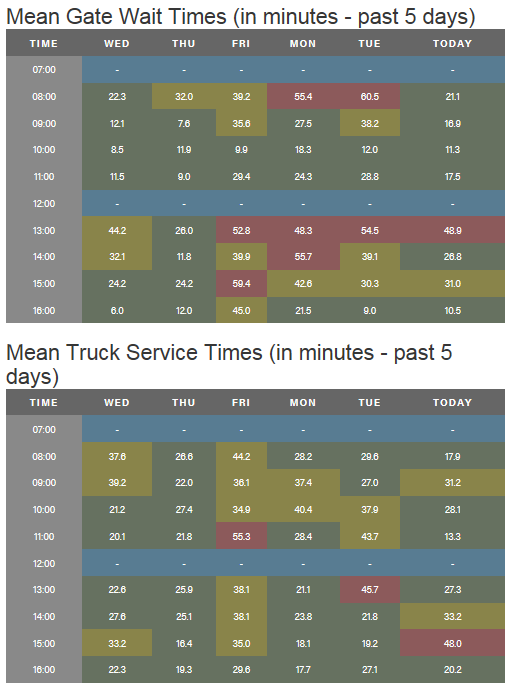 Mean Gate Wait Times (in minutes - past 5 days)
TIME WED THU FRI MON TUE TODAY
07:00 - - - - - -
08:00 22.3 32.0 39.2 55.4 60.5 21.1
09:00 12.1 7.6 35.6 27.5 38.2 16.9
10:00 8.5 11.9 9.9 18.3 12.0 11.3
11:00 11.5 9.0 29.4 24.3 28.8 17.5
12:00 - - - - - -
13:00 44.2 26.0 52.8 48.3 54.5 48.9
14:00 32.1 11.8 39.9 55.7 39.1 26.8
15:00 24.2 24.2 59.4 42.6 30.3 31.0
16:00 6.0 12.0 45.0 21.5 9.0 10.5
Mean Truck Service Times (in minutes - past 5
days)
TIME WED THU FRI MON TUE TODAY
07:00 - - - - - -
08:00 37.6 26.6 44.2 28.2 29.6 17.9
09:00 39.2 22.0 36.1 37.4 27.0 31.2
10:00 21.2 27.4 34.9 40.4 37.9 28.1
11:00 20.1 21.8 55.3 28.4 43.7 13.3
12:00 - - - - - -
13:00 22.6 25.9 38.1 21.1 45.7 27.3
14:00 27.6 25.1 38.1 23.8 21.8 33.2
15:00 33.2 16.4 35.0 18.1 19.2 48.0
16:00 22.3 19.3 29.6 17.7 27.1 20.2